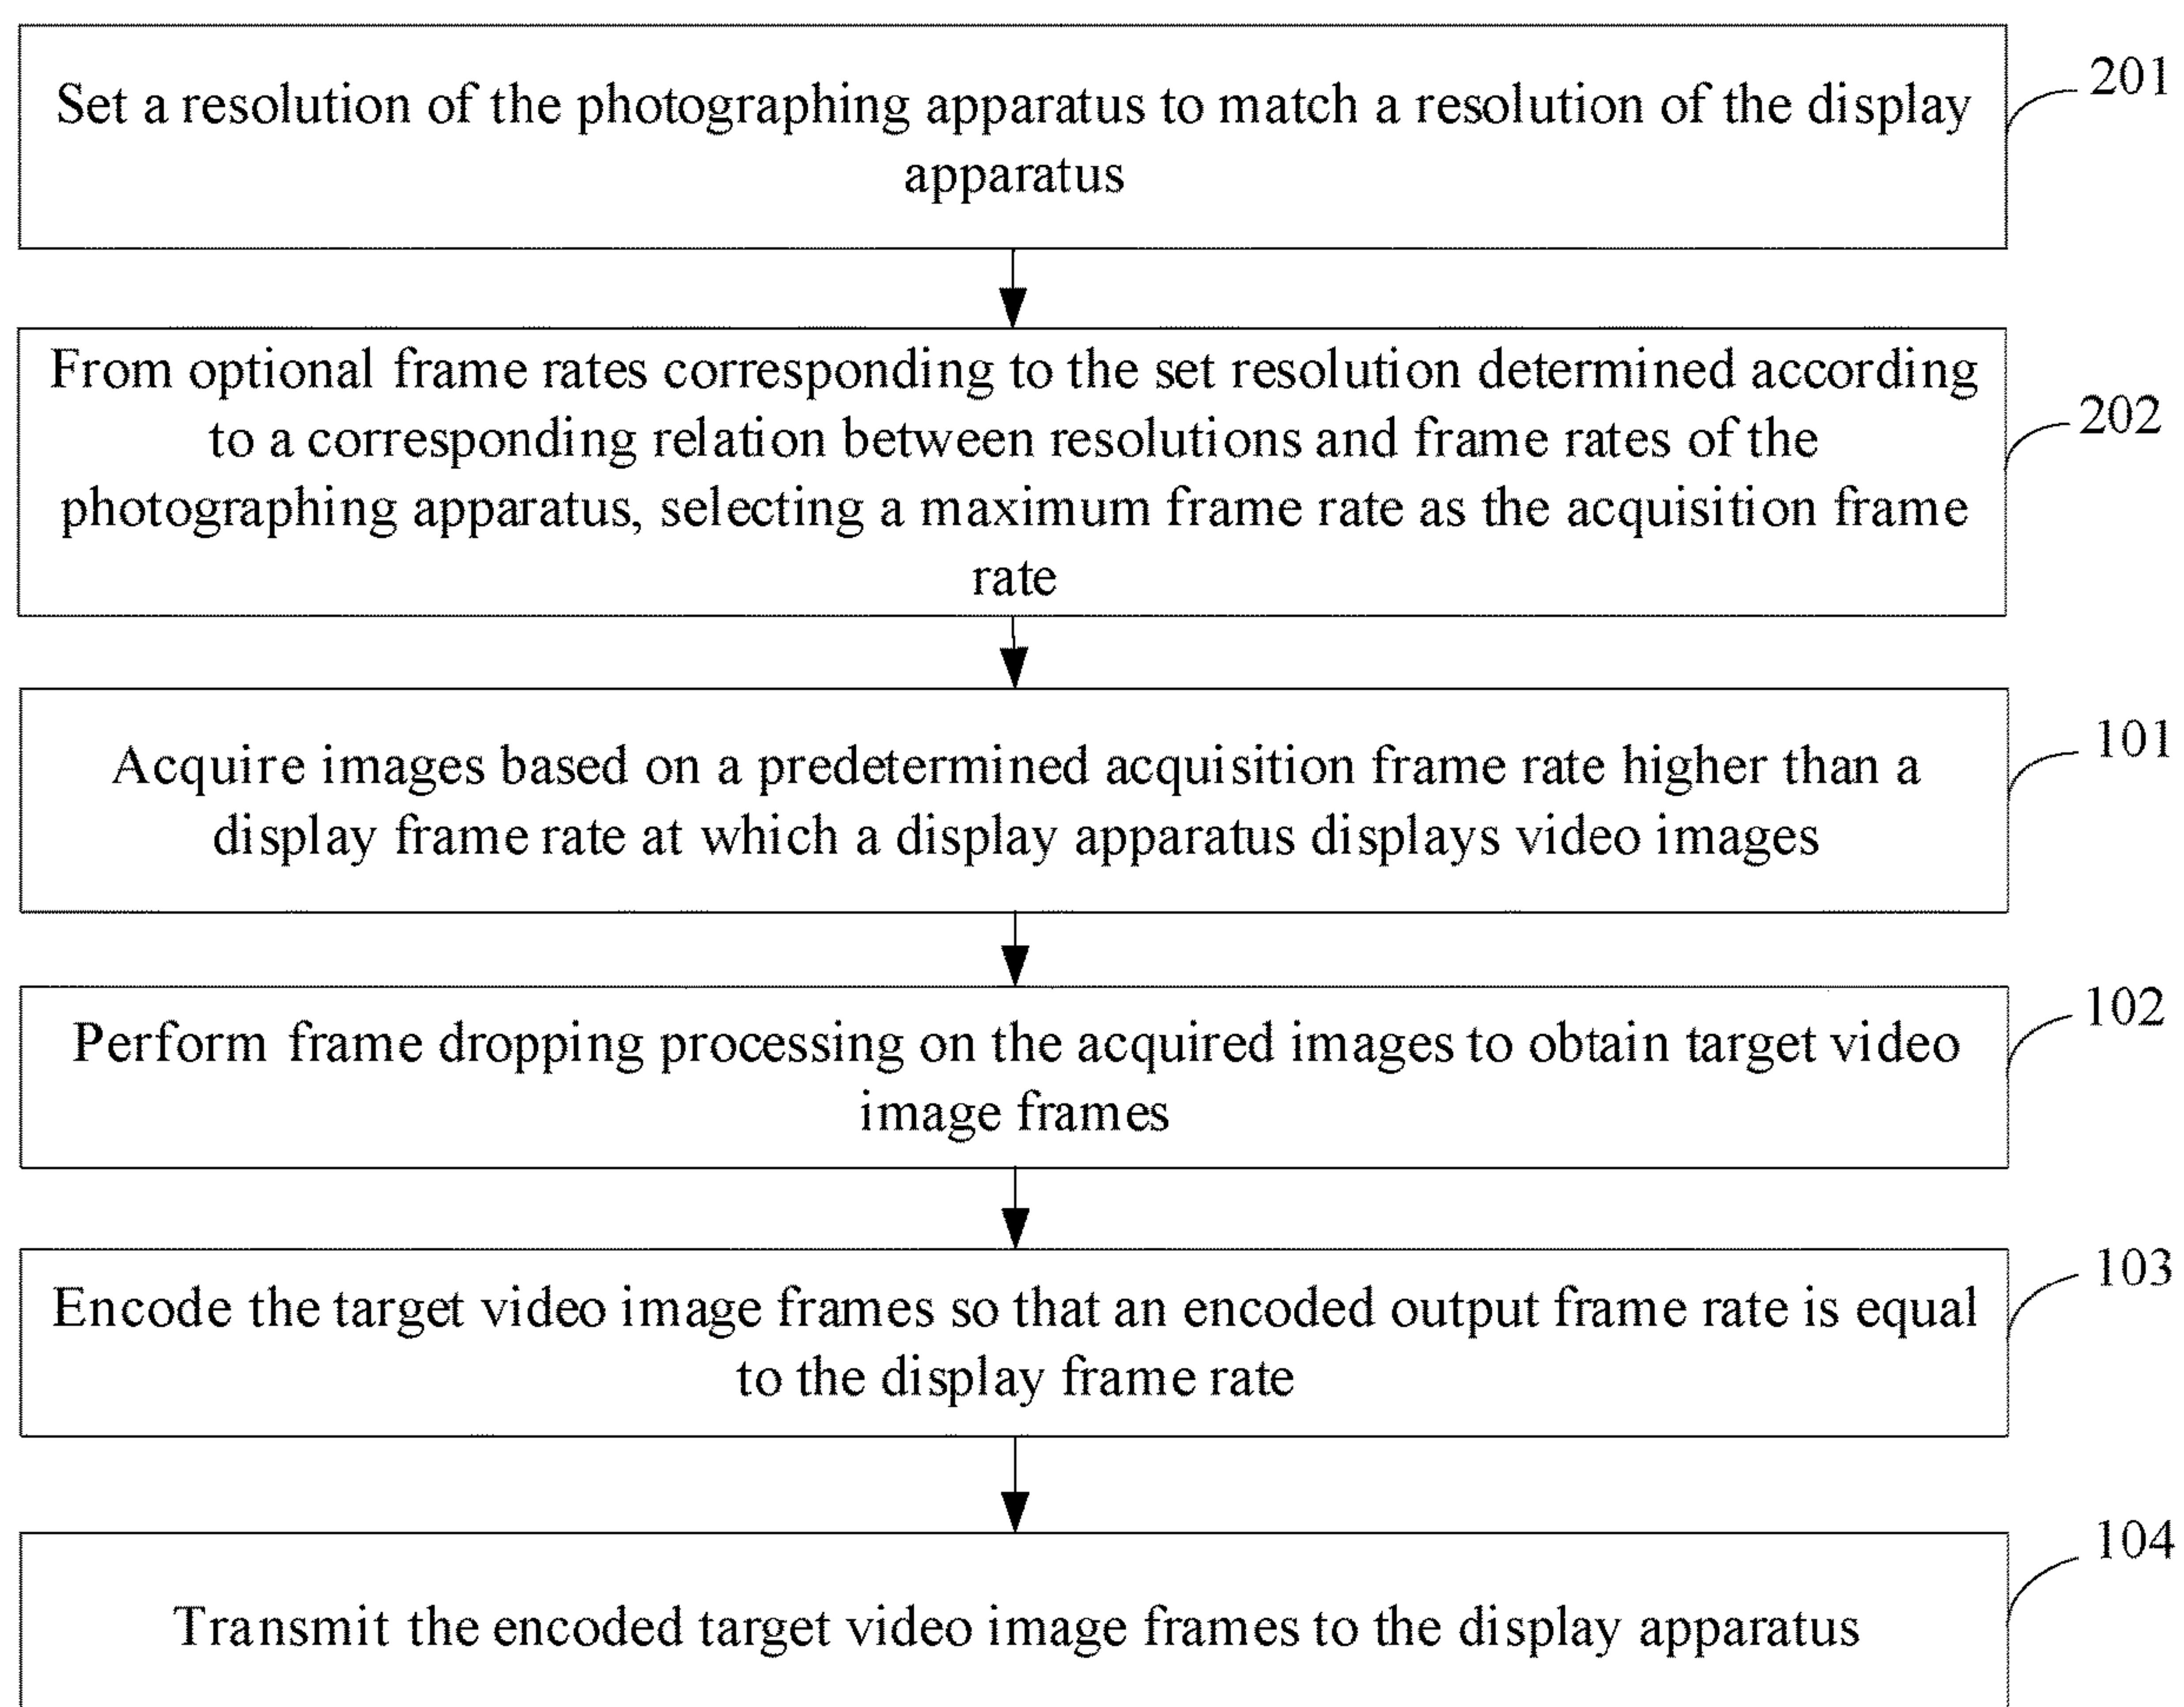 Set a resolution of the photographing apparatus to match a resolution of the display
apparatus
201
From optional frame rates corresponding to the set resolution determined according
to a corresponding relation between resolutions and frame rates of the
photographing apparatus, selecting a maximum frame rate as the acquisition frame
rate
202
Acquire images based on a predetermined acquisition frame rate higher than a
display frame rate at which a display apparatus displays video images
101
Perform frame dropping processing on the acquired images to obtain target video
image frames
102
Encode the target video image frames so that an encoded output frame rate is equal
to the display frame rate
103
Transmit the encoded target video image frames to the display apparatus
104